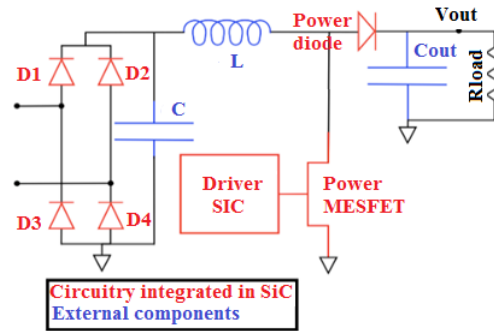 Power
diode
Vout
D1
D2
L
Cout
Rload
C
Driver
SIC
Power
MESFET
D3
D4
Circuitry integrated in SiC
External components